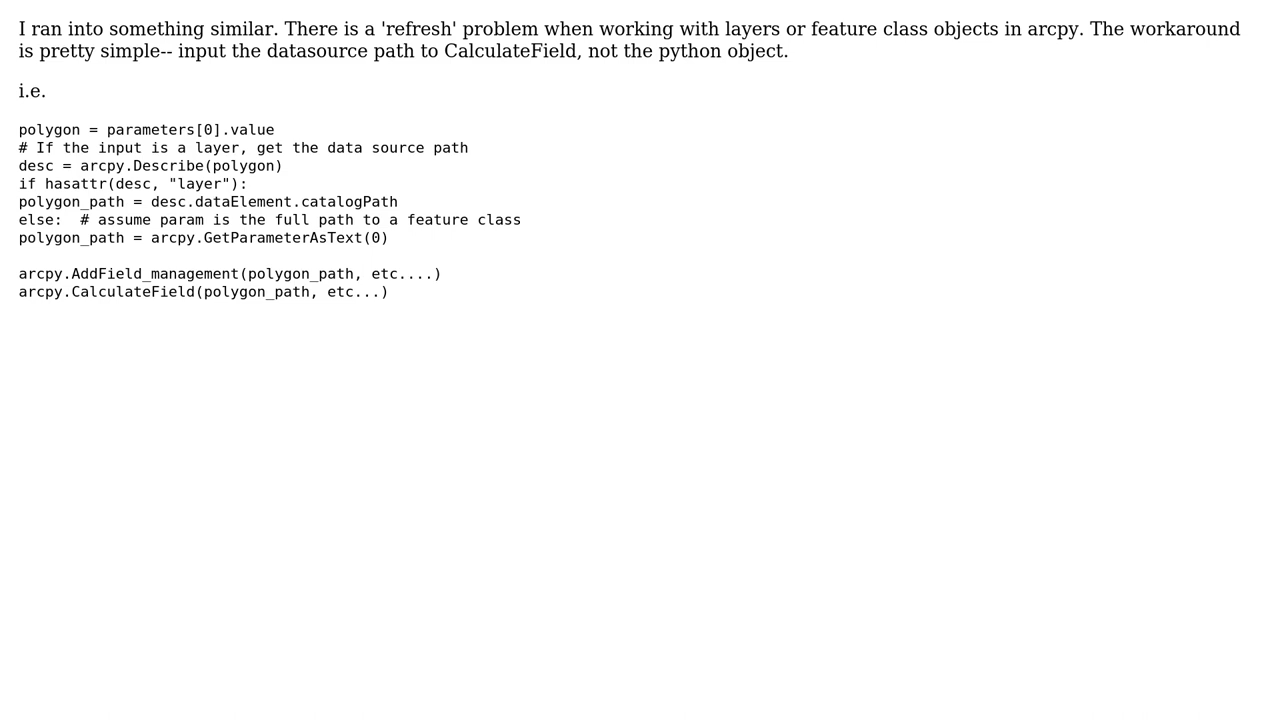 I ran into something similar. There is a 'refresh' problem when working with layers or feature class objects in arcpy. The workaround
is pretty simple-- input the datasource path to CalculateField, not the python object.
i.e.
polygon = parameters[0].value
# If the input is a layer, get the data source path
desc = arcpy.Describe(polygon)
if hasattr(desc, "layer"):
polygon_path = desc.dataElement.catalogPath
else:  # assume param is the full path to a feature class
polygon_path = arcpy.GetParameterAsText(0)
arcpy.AddField_management(polygon_path, etc....)
arcpy.CalculateField(polygon_path, etc...)